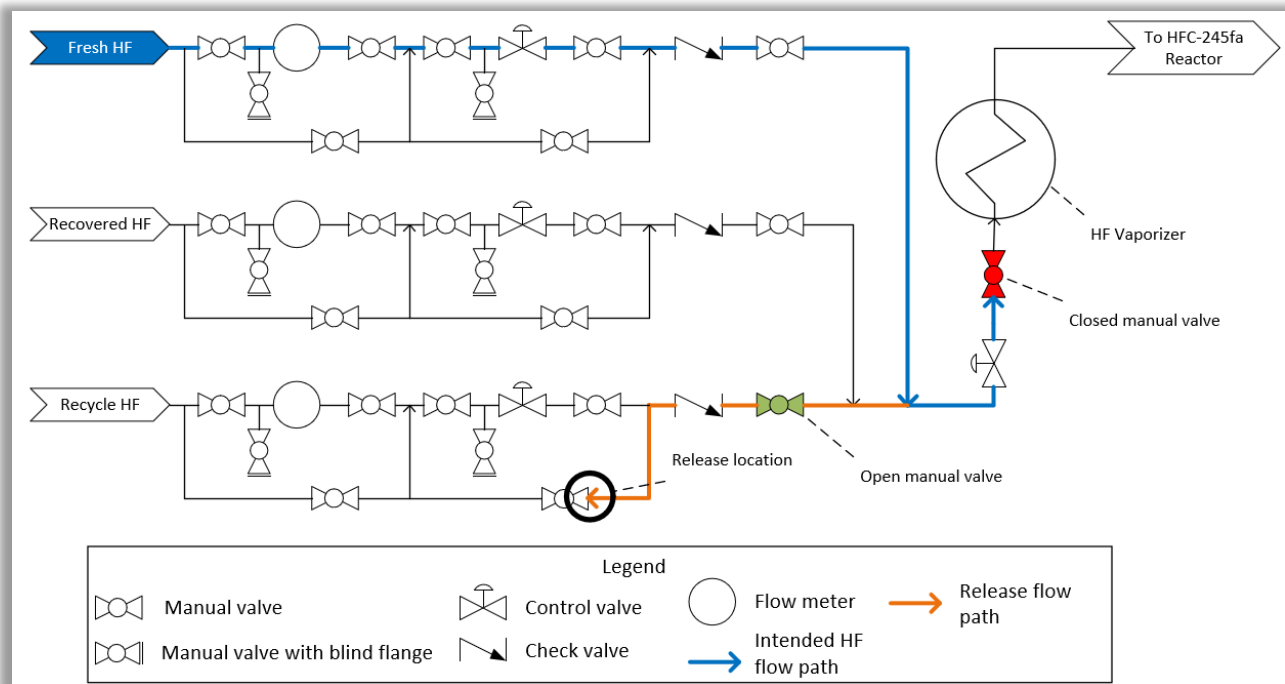 Fresh HF
To HFC-245fa
Reactor
Recovered HF
HF Vaporizer
Closed manual valve
Recycle HF
Release location
Open manual valve
Legend
Manual valve
Control valve
Flow meter
Release flow
path
Manual valve with blind flange
Check valve
Intended HF
flow path